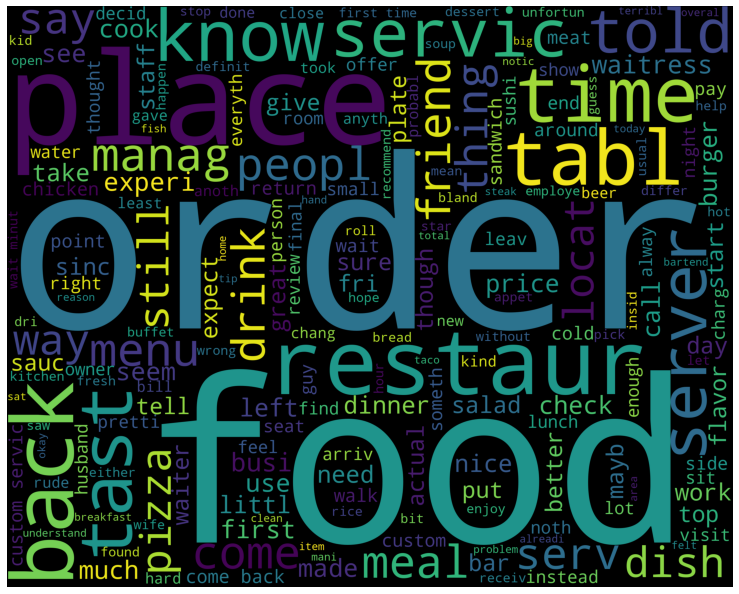 say
decid
cook
stop
done
close
first time
dessert
unfortun
terribl
overal
kid
open
see
know
servic
soup
big
notic
told
place
thought
staff
happen
definit
gave
fish
took
insist
offer
meat
give
room
anyth
everyth
plate
friend
probabl
recommend
thing
sushi
sandwich
show
end
time
guess
waitress
around
pay
help
water
take
chicken
manag
experi
anoth
peopl
return
small
mean
bland
tabl
steak
employe
beer
today
usual
differ
night
burger
hot
order
food
wait minut
least
point
sinc
right
reason
still
expect
home
tip
drink
great
review
person
final
hand
roll
wait
sure
fri
hope
star
total
though
appet
leav
price
locat
insid
call
alway
bartend
server
charg
start
dri
buffet
wrong
way
menu
chang
bread
new
without
cold
pick
let
day
sauc
kitchen
owner
fresh
seem
bill
restaur
taco
hour
guy
kind
someth
enough
flavor
sat
back
saw
okay
husband
tast
pretti
tell
left
find
dinner
salad
check
lunch
seat
feel
busi
arriv
need
actual
nice
put
enjoy
better
mayb
lot
side
sit
work
top
visit
custom servic
rude
either
breakfast
understand
wife
found
much
hard
pizza
waiter
use
littl
first
clean
walk
rice
bit
custom
noth
area
alreadi
felt
come
come back
made
item
mani
meal
problem
receiv
bar
instead
serv
dish